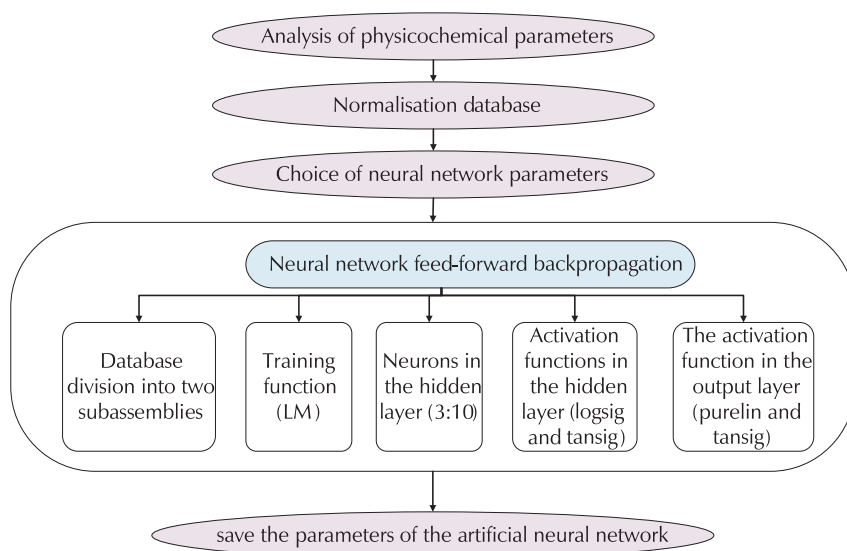 Analysis of physicochemical parameters
Normalisation database
Choice of neural network parameters
Neural network feed-forward backpropagation
Database
division into two
subassemblies
Training
function
(LM)
Neurons in
the hidden
layer (3:10)
Activation
functions in
the hidden
layer (logsig
and tansig)
The activation
function in the
output layer
(purelin and
tansig)
save the parameters of the artificial neural network